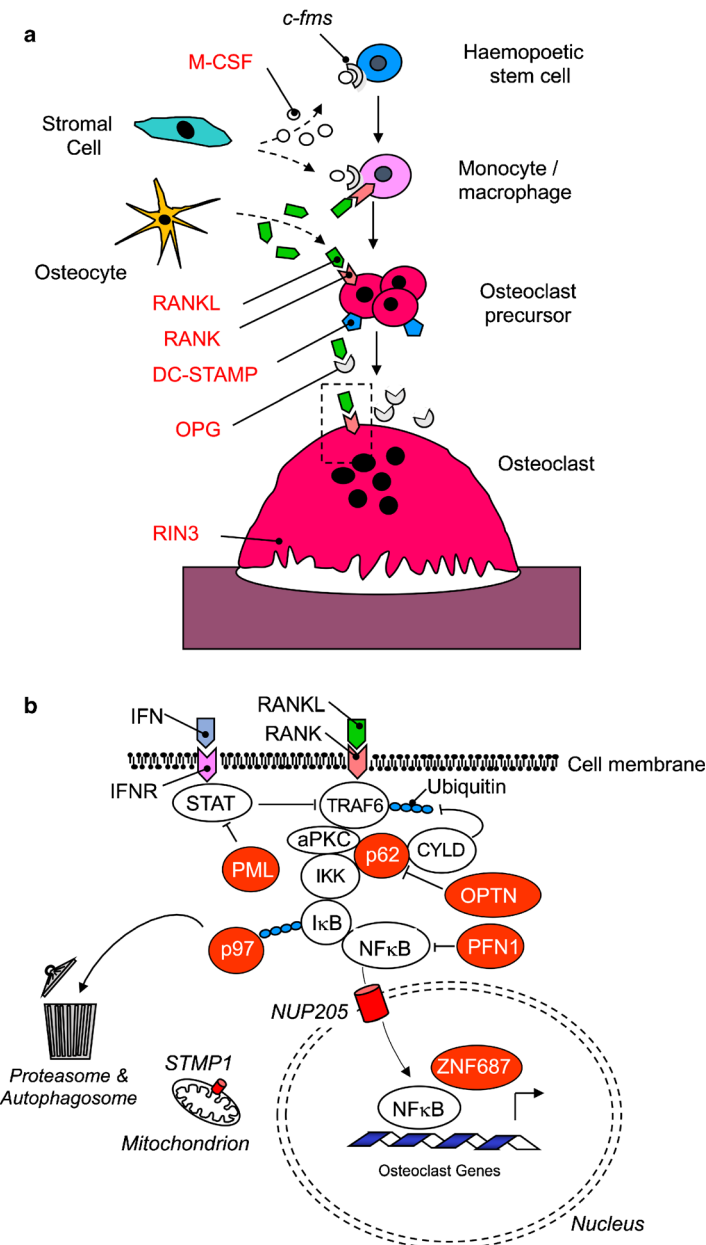 a
c-fms
M-CSF
Haemopoetic
stem cell
Stromal
Cell
Monocyte /
macrophage
Osteocyte
RANKL
RANK
DC-STAMP
OPG
Osteoclast
precursor
Osteoclast
RIN3
b
IFN
RANKL
RANK
Cell membrane
IFNR
Ubiquitin
STAT
TRAF6
aPKC
p62
CYLD
PML
IKK
OPTN
IκB
p97
NFκB
PFN1
NUP205
ZNF687
STMP1
Proteasome &
Autophagosome
NFκB
Mitochondrion
Osteoclast Genes
Nucleus